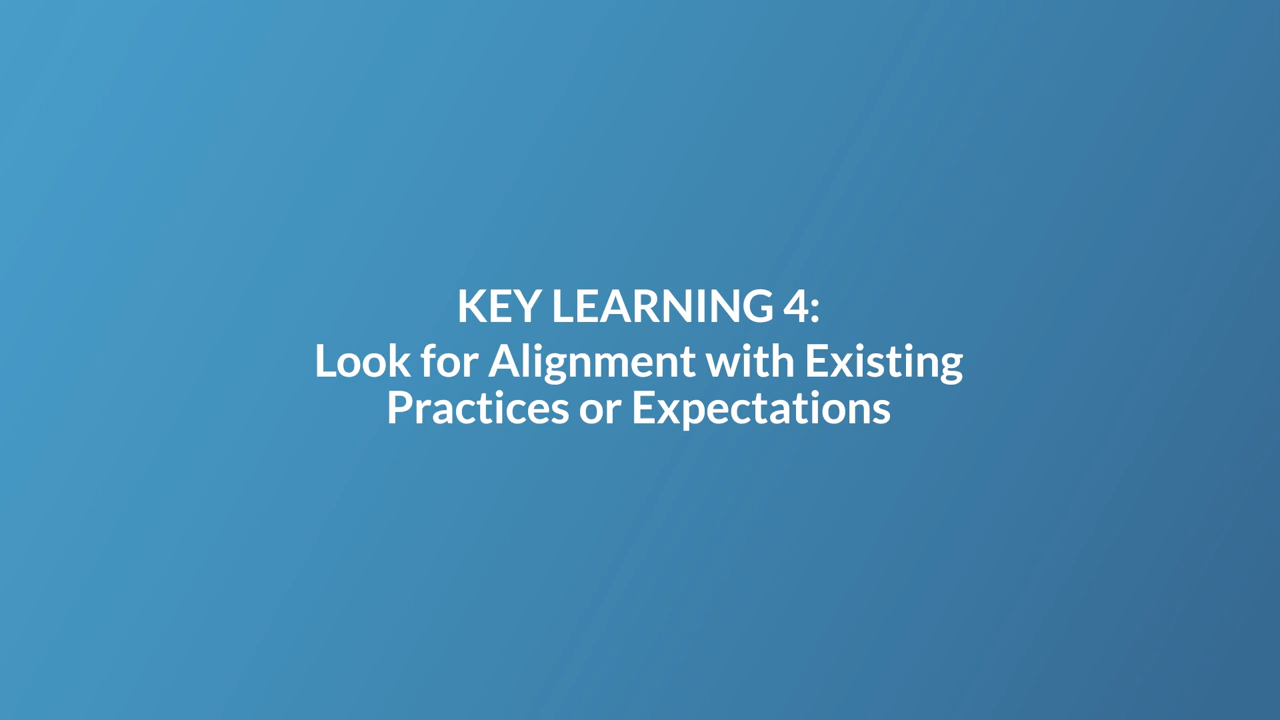 KEY LEARNING 4:
Look for Alignment with Existing
Practices or Expectations